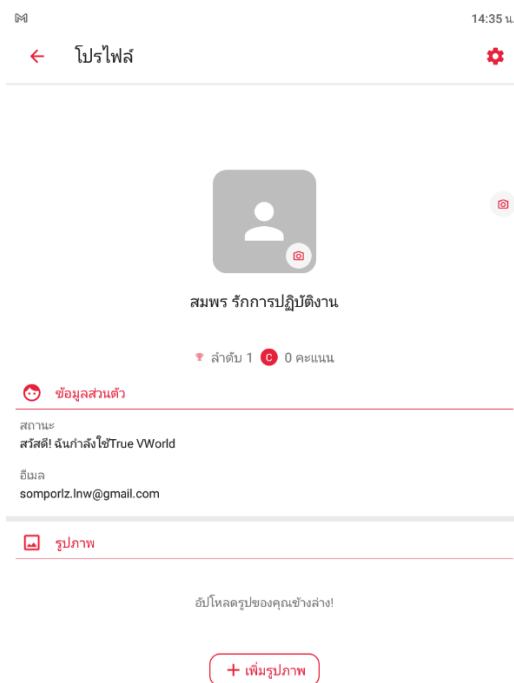 14:35 น.
โปรไฟล์
สมพร รักการปฏิบัติงาน
ลำดับ 1 C 0 คะแนน
ข้อมูลส่วนตัว
สถานะ
สวัสดี! ฉันกำลังใช้True VWorld
อีเมล
somporlz.lnw@gmail.com
รูปภาพ
อัปโหลดรูปของคุณข้างล่าง!
+ เพิ่มรูปภาพ